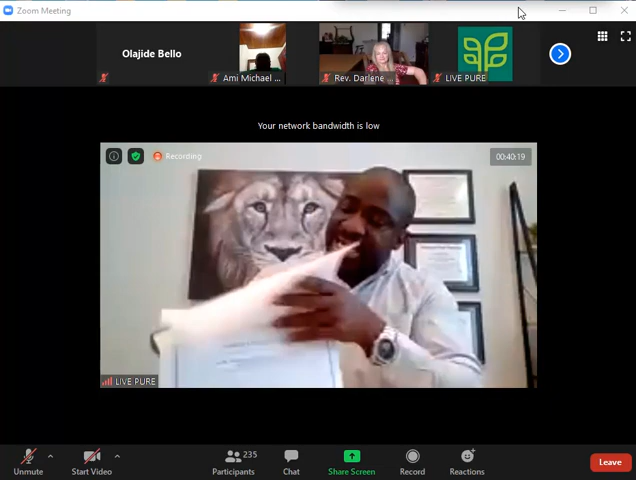 Zoom Meeting
Olajide Bello
Ami Michael ...
Rev. Darlene ...
LIVE PURE
Your network bandwidth is low
Recording
00:40:19
LIVE PURE
Unmute
Start Video
235
Participants
Chat
Share Screen
Record
Reactions
Leave